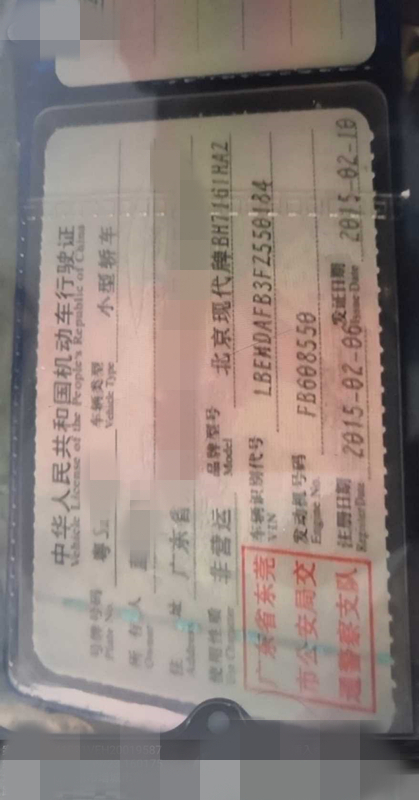 中华人民共和国机动车行驶证
Vehicle License of the People's Republic of China
号牌号码 粤S 车辆类型 小型轿车
Plate No. Vehicle Type
所有人
Owner
住址 广东省
Address
使用性质 非营运 品牌型号 北京现代牌BH7161HAZ
Use Character Model
车辆识别代号 LBEMDAFB3FZ550184
VIN
发动机号码 FB608550
Engine No.
注册日期 2015-02-06 发证日期 2015-02-10
Register Date Issue Date
广东省东莞
市公安局交
通警察支队